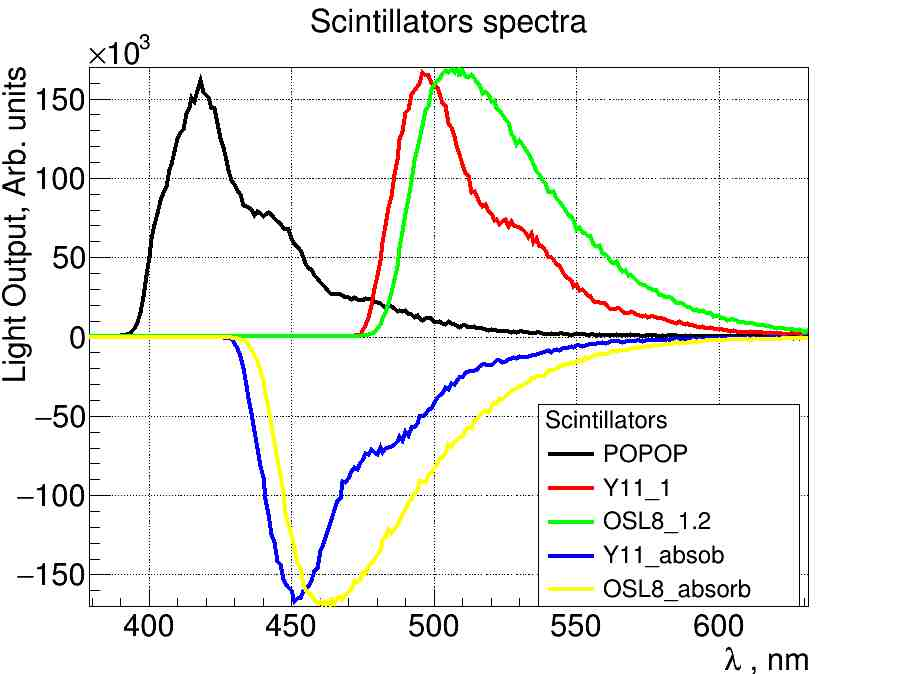 Scintillators spectra
×10³
Light Output, Arb. units
150
100
50
0
−50
−100
−150
Scintillators
POPOP
Y11_1
OSL8_1.2
Y11_absob
OSL8_absorb
400 450 500 550 600
λ , nm